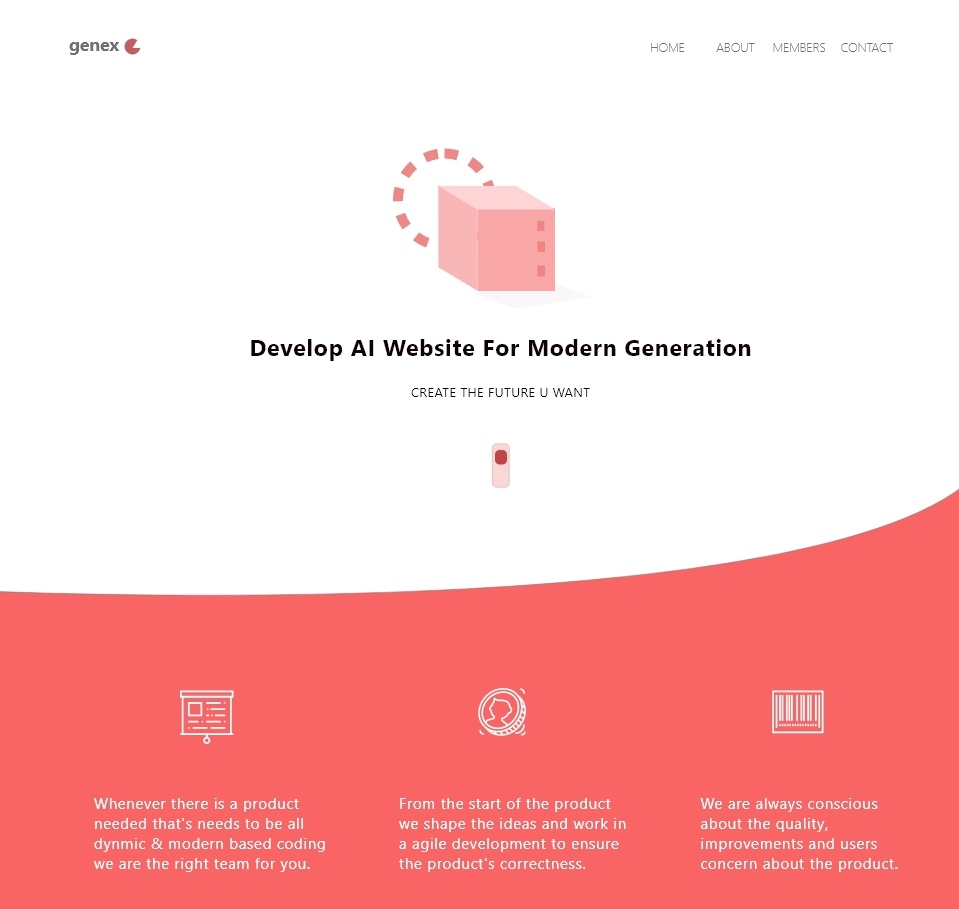 genex
HOME ABOUT MEMBERS CONTACT
Develop AI Website For Modern Generation
CREATE THE FUTURE U WANT
Whenever there is a product
needed that's needs to be all
dynmic & modern based coding
we are the right team for you.
From the start of the product
we shape the ideas and work in
a agile development to ensure
the product's correctness.
We are always conscious
about the quality,
improvements and users
concern about the product.